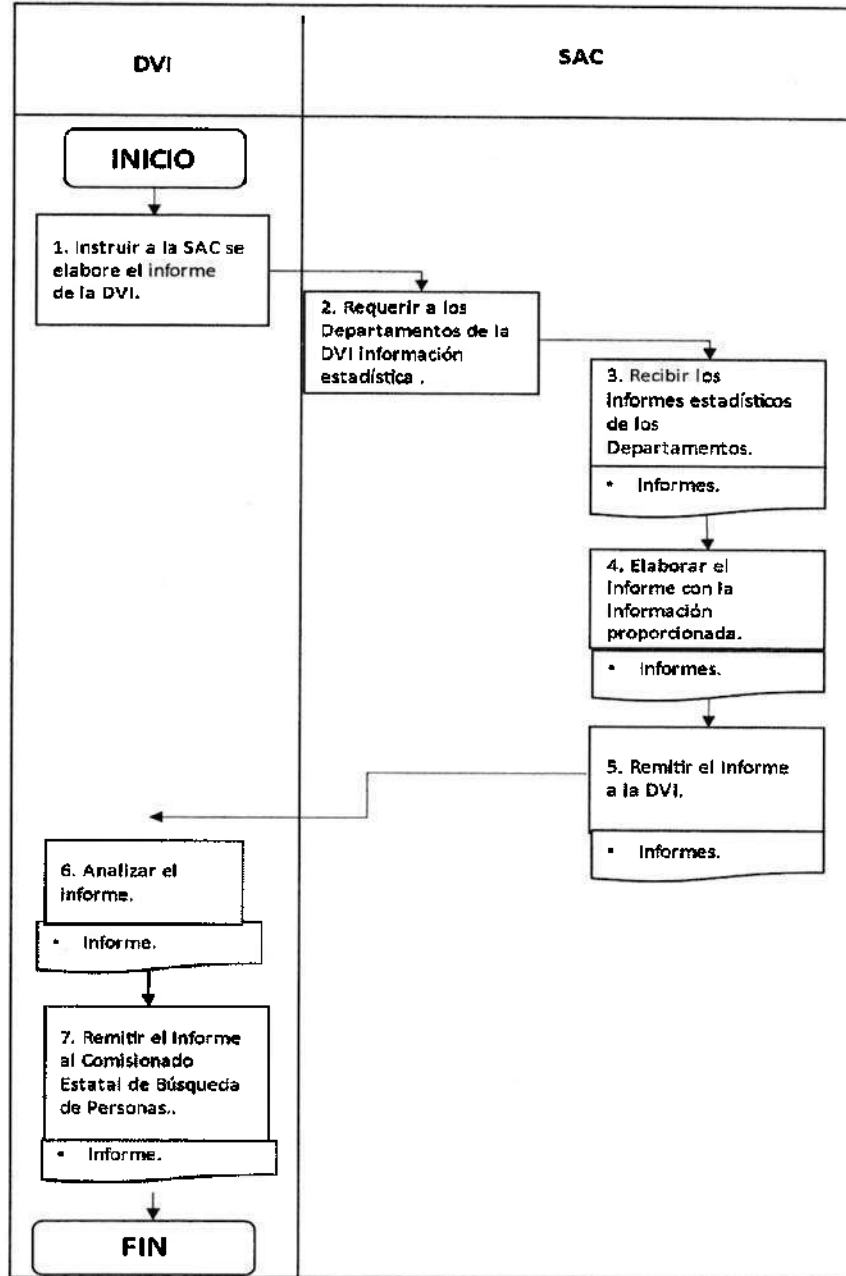 DVI
SAC
INICIO
1. Instruir a la SAC se
elabore el informe
de la DVI.
2. Requerir a los
Departamentos de la
DVI información
estadística .
3. Recibir los
Informes estadísticos
de los
Departamentos.
• Informes.
4. Elaborar el
Informe con la
Información
proporcionada.
• Informes.
5. Remitir el Informe
a la DVI.
• Informes.
6. Analizar el
informe.
• Informe.
7. Remitir el Informe
al Comisionado
Estatal de Búsqueda
de Personas..
• Informe.
FIN